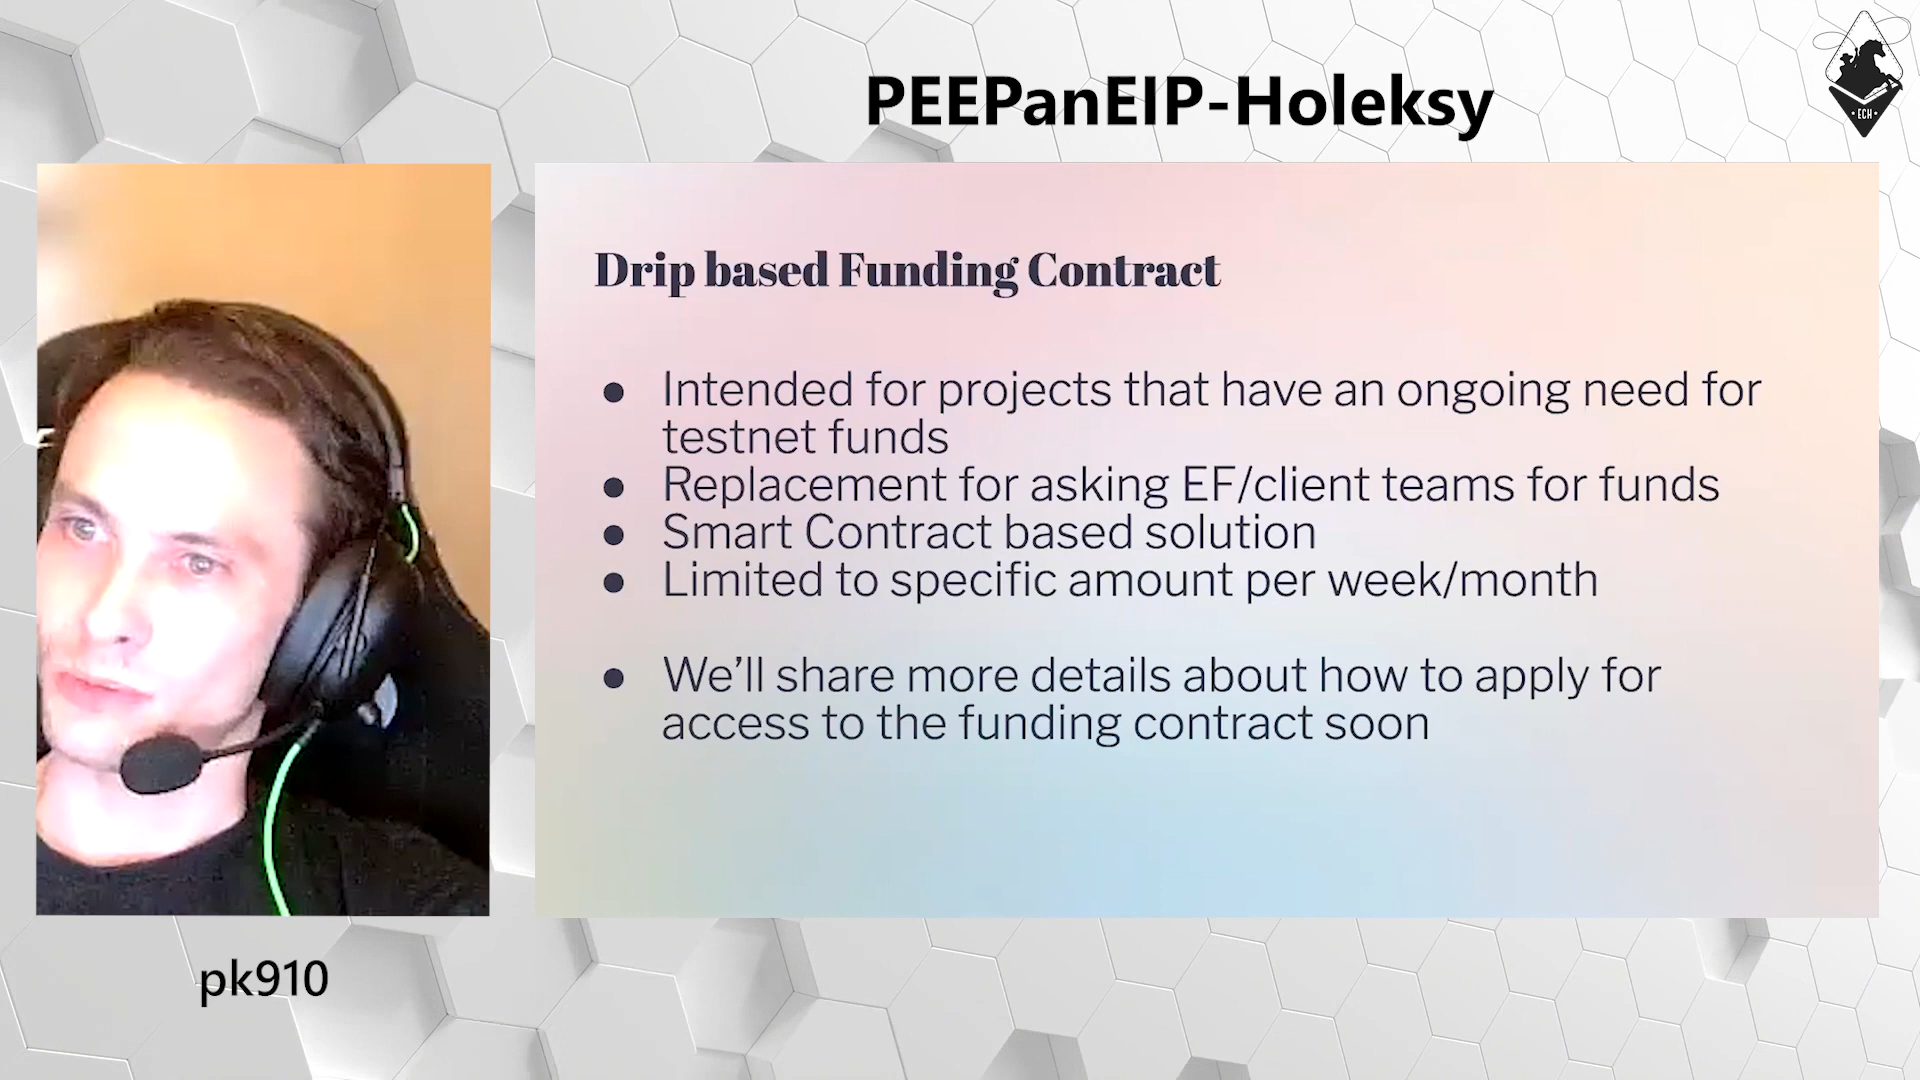 PEEPanEIP-Holeksy
ECH
Drip based Funding Contract
● Intended for projects that have an ongoing need for
testnet funds
● Replacement for asking EF/client teams for funds
● Smart Contract based solution
● Limited to specific amount per week/month
● We'll share more details about how to apply for
access to the funding contract soon
pk910